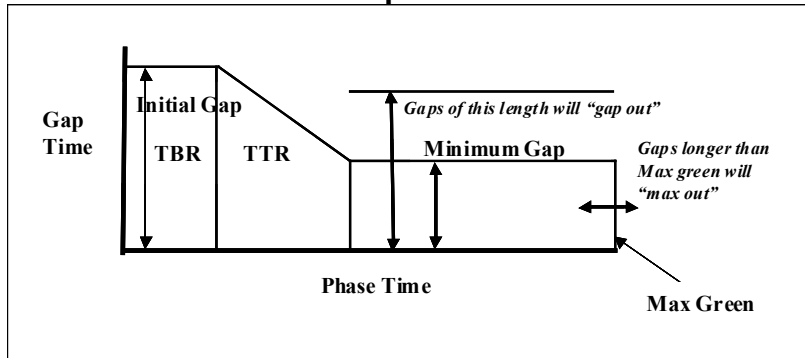 Gap
Time
Initial Gap
TBR
TTR
Gaps of this length will “gap out”
Minimum Gap
Gaps longer than
Max green will
“max out”
Phase Time
Max Green